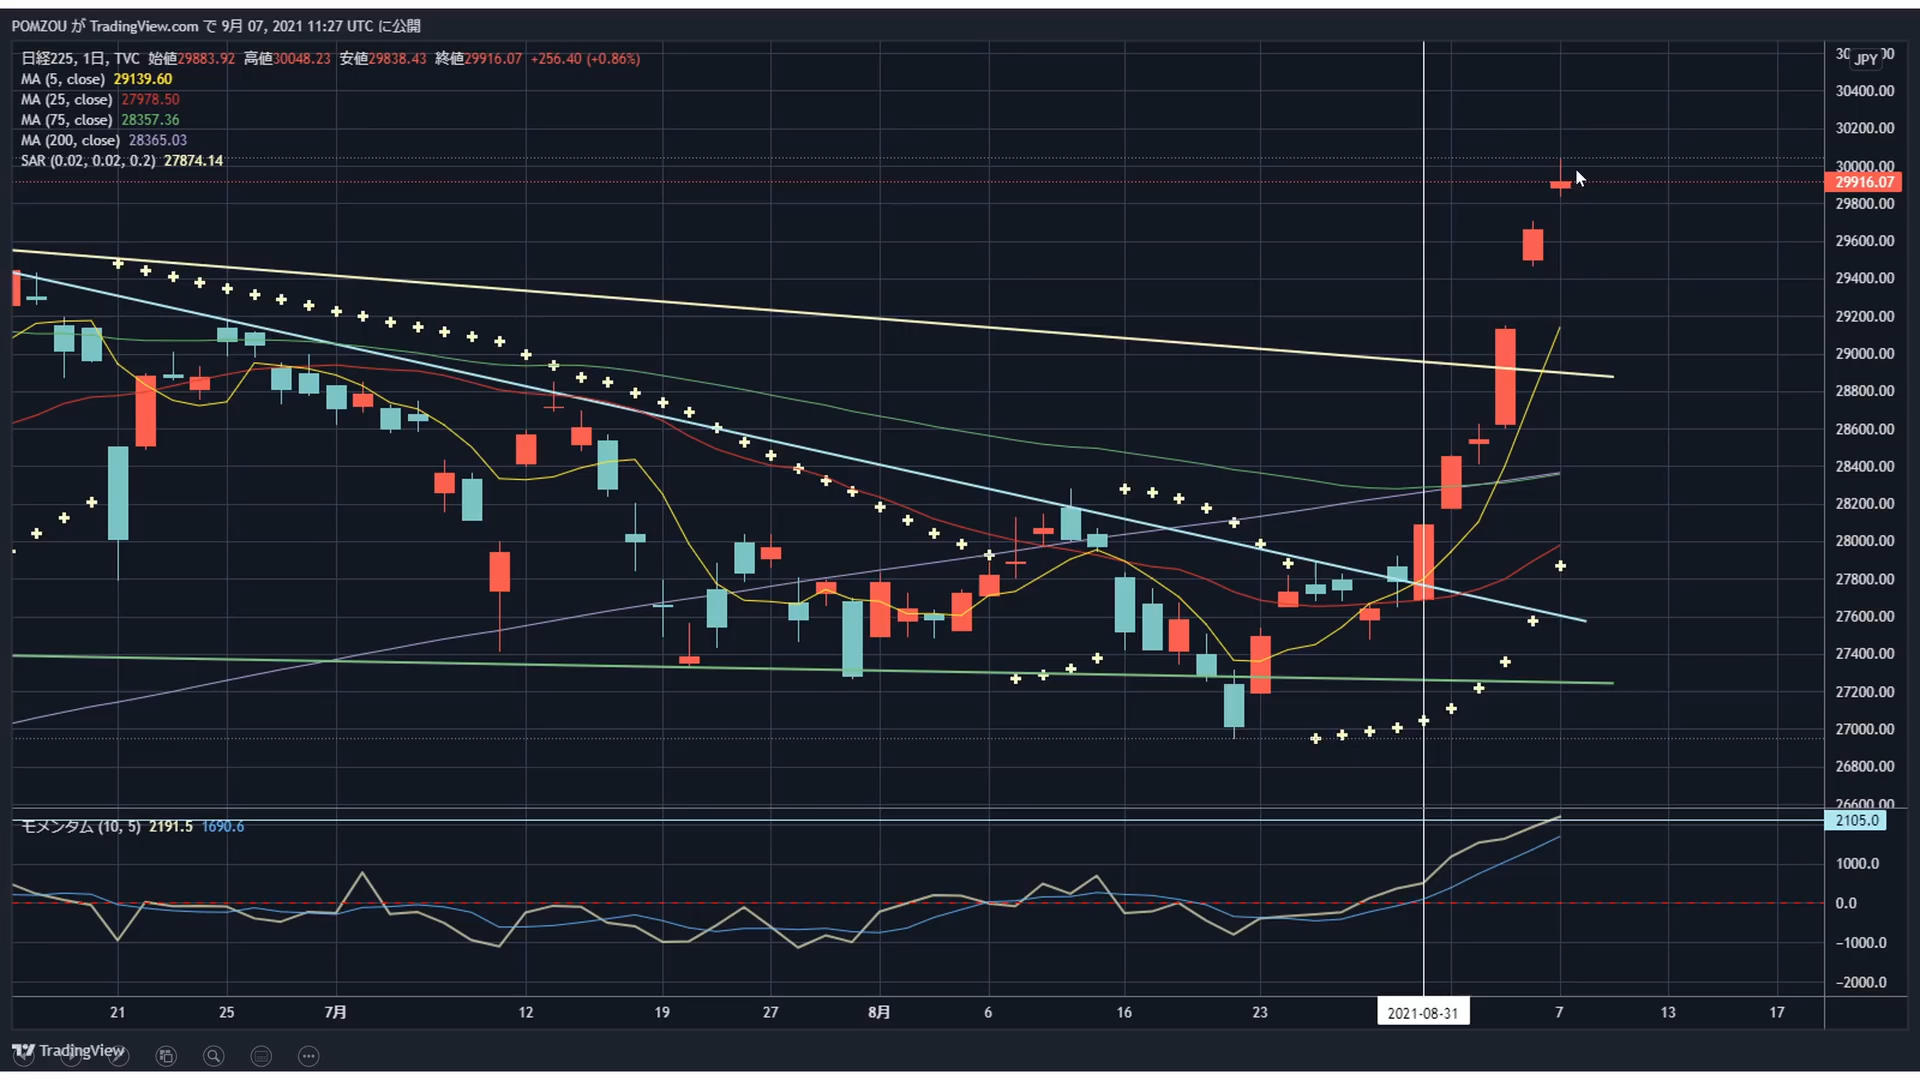 POMZOU が TradingView.com で 9月 07, 2021 11:27 UTC に公開
日経225, 1日, TVC 始値29883.92 高値30048.23 安値29838.43 終値29916.07 +256.40 (+0.86%)
MA (5, close) 29139.60
MA (25, close) 27978.50
MA (75, close) 28357.36
MA (200, close) 28365.03
SAR (0.02, 0.02, 0.2) 27874.14
JPY
30400.00
30200.00
30000.00
29916.07
29800.00
29600.00
29400.00
29200.00
29000.00
28800.00
28600.00
28400.00
28200.00
28000.00
27800.00
27600.00
27400.00
27200.00
27000.00
26800.00
26600.00
モメンタム (10, 5) 2191.5 1690.6
2105.0
1000.0
0.0
−1000.0
−2000.0
21 25 7月 12 19 27 8月 6 16 23 2021-08-31 7 13 17
TradingView